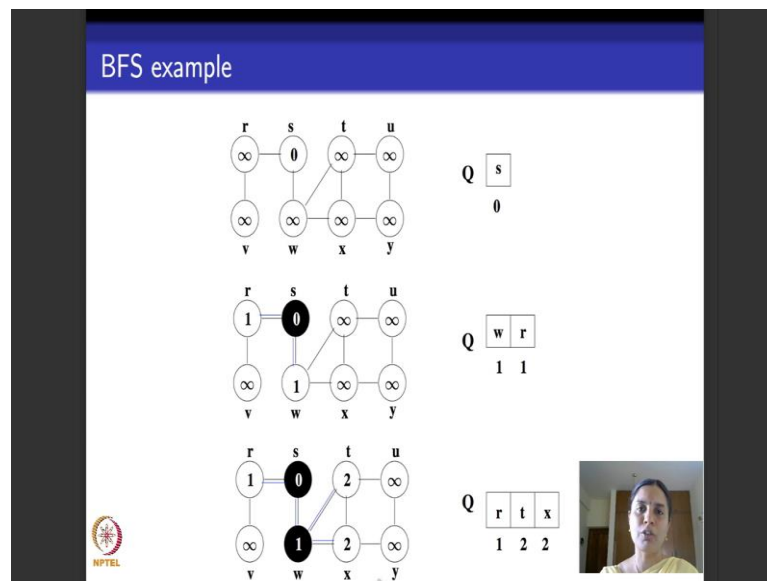 BFS example
r s t u
∞ 0 ∞ ∞
Q s
0
∞ ∞ ∞ ∞
v w x y
r s t u
1 0 ∞ ∞
Q w r
1 1
∞ 1 ∞ ∞
v w x y
r s t u
1 0 2 ∞
Q r t x
1 2 2
∞ 1 2 ∞
v w x y
NPTEL